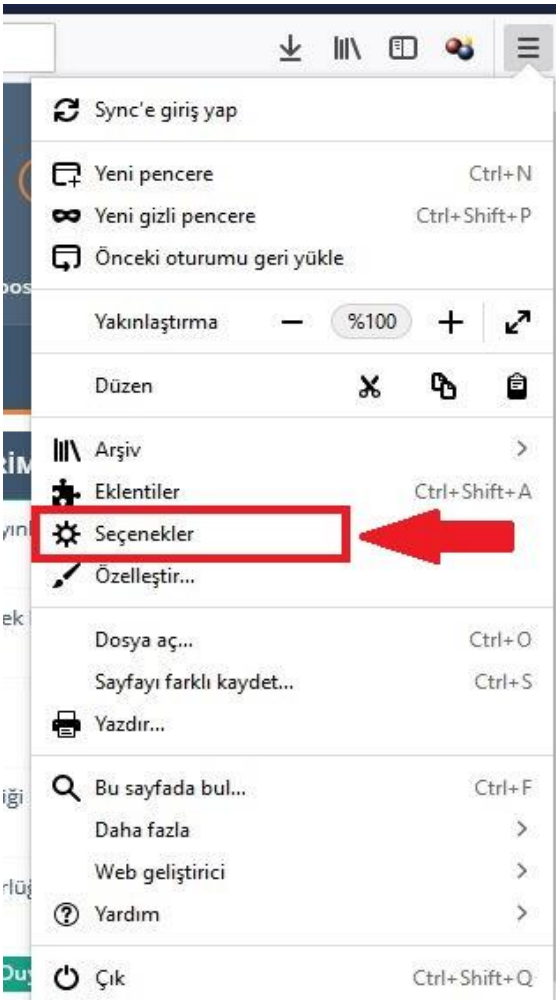 Sync'e giriş yap
Yeni pencere Ctrl+N
Yeni gizli pencere Ctrl+Shift+P
Önceki oturumu geri yükle
Yakınlaştırma %100
Düzen
Arşiv
Eklentiler Ctrl+Shift+A
Seçenekler
Özelleştir...
Dosya aç... Ctrl+O
Sayfayı farklı kaydet... Ctrl+S
Yazdır...
Bu sayfada bul... Ctrl+F
Daha fazla
Web geliştirici
Yardım
Çık Ctrl+Shift+Q